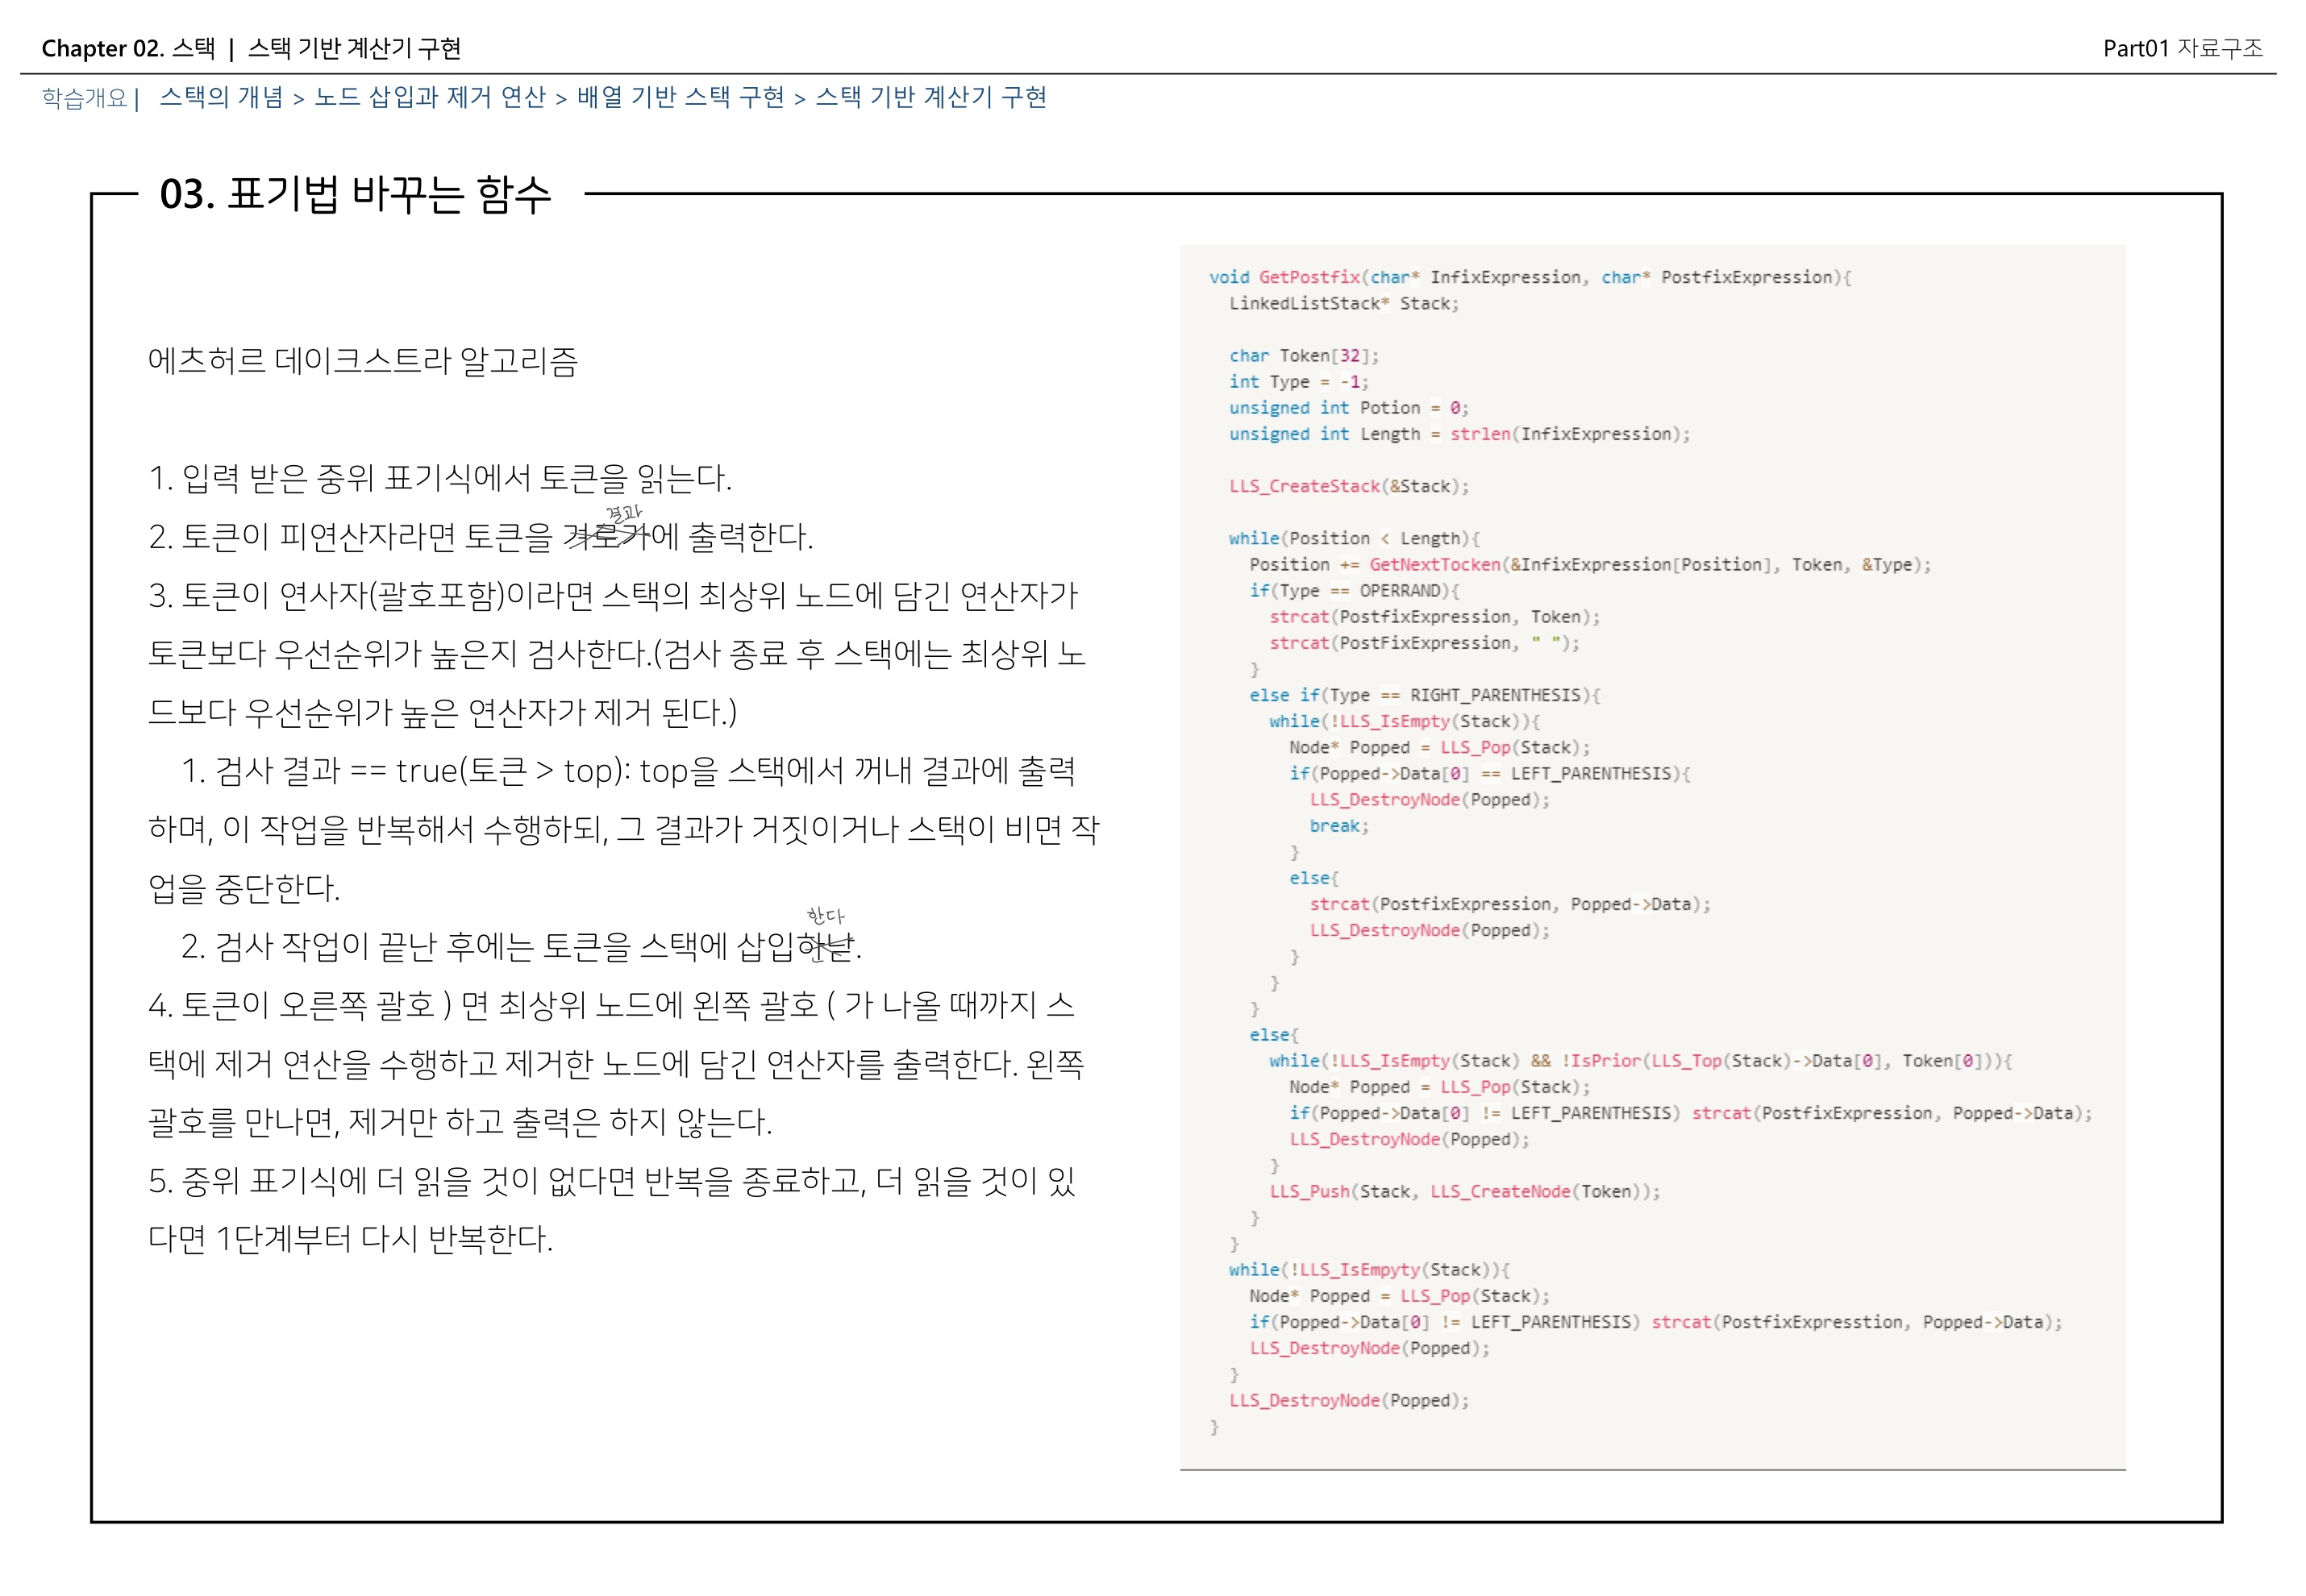 Chapter 02. 스택 | 스택 기반 계산기 구현
Part01 자료구조
학습개요 | 스택의 개념 > 노드 삽입과 제거 연산 > 배열 기반 스택 구현 > 스택 기반 계산기 구현
03. 표기법 바꾸는 함수
에츠허르 데이크스트라 알고리즘
1. 입력 받은 중위 표기식에서 토큰을 읽는다.
결과
2. 토큰이 피연산자라면 토큰을 에 출력한다.
3. 토큰이 연사자(괄호포함)이라면 스택의 최상위 노드에 담긴 연산자가
토큰보다 우선순위가 높은지 검사한다.(검사 종료 후 스택에는 최상위 노
드보다 우선순위가 높은 연산자가 제거 된다.)
1. 검사 결과 == true(토큰 > top): top을 스택에서 꺼내 결과에 출력
하며, 이 작업을 반복해서 수행하되, 그 결과가 거짓이거나 스택이 비면 작
업을 중단한다.
한다
2. 검사 작업이 끝난 후에는 토큰을 스택에 삽입한난.
4. 토큰이 오른쪽 괄호 ) 면 최상위 노드에 왼쪽 괄호 ( 가 나올 때까지 스
택에 제거 연산을 수행하고 제거한 노드에 담긴 연산자를 출력한다. 왼쪽
괄호를 만나면, 제거만 하고 출력은 하지 않는다.
5. 중위 표기식에 더 읽을 것이 없다면 반복을 종료하고, 더 읽을 것이 있
다면 1단계부터 다시 반복한다.
void GetPostfix(char* InfixExpression, char* PostfixExpression){
LinkedListStack* Stack;
char Token[32];
int Type = -1;
unsigned int Potion = 0;
unsigned int Length = strlen(InfixExpression);
LLS_CreateStack(&Stack);
while(Position < Length){
Position += GetNextTocken(&InfixExpression[Position], Token, &Type);
if(Type == OPERRAND){
strcat(PostfixExpression, Token);
strcat(PostFixExpression, " ");
}
else if(Type == RIGHT_PARENTHESIS){
while(!LLS_IsEmpty(Stack)){
Node* Popped = LLS_Pop(Stack);
if(Popped->Data[0] == LEFT_PARENTHESIS){
LLS_DestroyNode(Popped);
break;
}
else{
strcat(PostfixExpression, Popped->Data);
LLS_DestroyNode(Popped);
}
}
}
else{
while(!LLS_IsEmpty(Stack) && !IsPrior(LLS_Top(Stack)->Data[0], Token[0])){
Node* Popped = LLS_Pop(Stack);
if(Popped->Data[0] != LEFT_PARENTHESIS) strcat(PostfixExpression, Popped->Data);
LLS_DestroyNode(Popped);
}
LLS_Push(Stack, LLS_CreateNode(Token));
}
}
while(!LLS_IsEmpyty(Stack)){
Node* Popped = LLS_Pop(Stack);
if(Popped->Data[0] != LEFT_PARENTHESIS) strcat(PostfixExpresstion, Popped->Data);
LLS_DestroyNode(Popped);
}
LLS_DestroyNode(Popped);
}